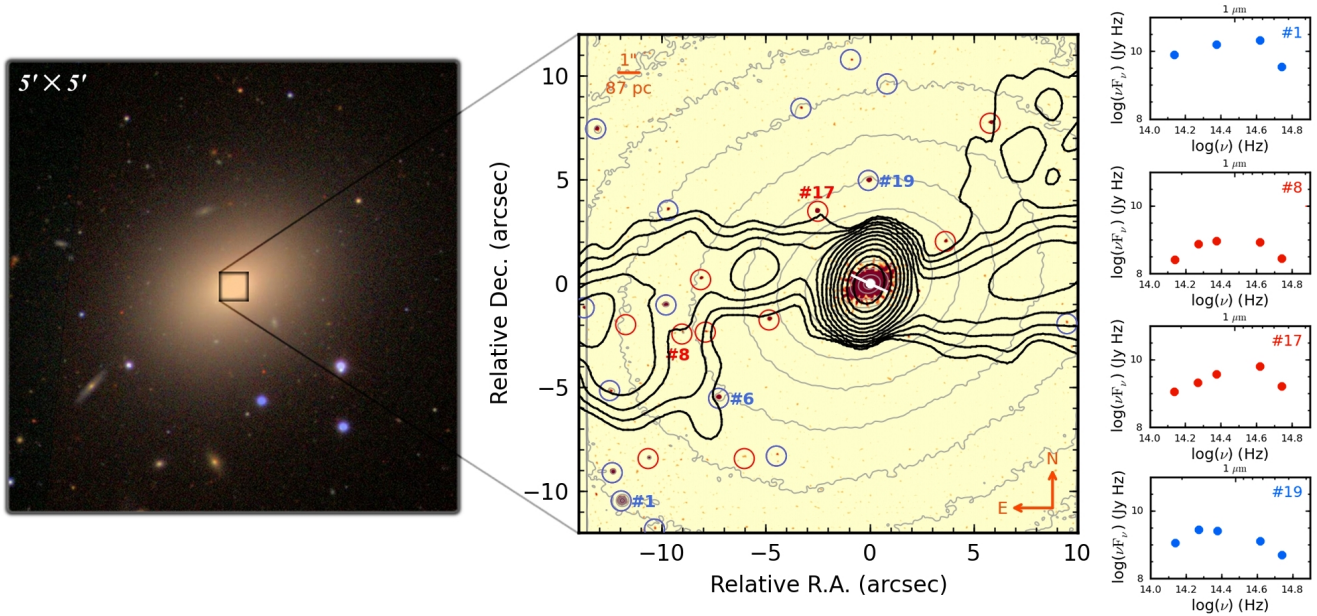 5′ × 5′
Relative Dec. (arcsec)
10
5
0
−5
−10
1"
87 pc
#17
#19
#8
#6
#1
N
E
−10
−5
0
5
10
Relative R.A. (arcsec)
1 μm
#1
log(νFν) (Jy Hz)
10
8
14.0 14.2 14.4 14.6 14.8
log(ν) (Hz)
1 μm
#8
log(νFν) (Jy Hz)
10
8
14.0 14.2 14.4 14.6 14.8
log(ν) (Hz)
1 μm
#17
log(νFν) (Jy Hz)
10
8
14.0 14.2 14.4 14.6 14.8
log(ν) (Hz)
1 μm
#19
log(νFν) (Jy Hz)
10
8
14.0 14.2 14.4 14.6 14.8
log(ν) (Hz)